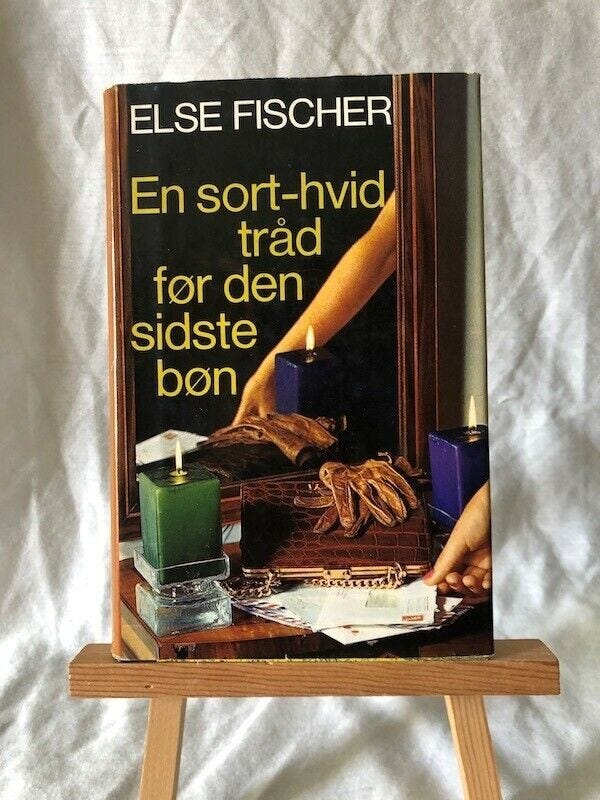 ELSE FISCHER
En sort-hvid
tråd
før den
sidste
bøn